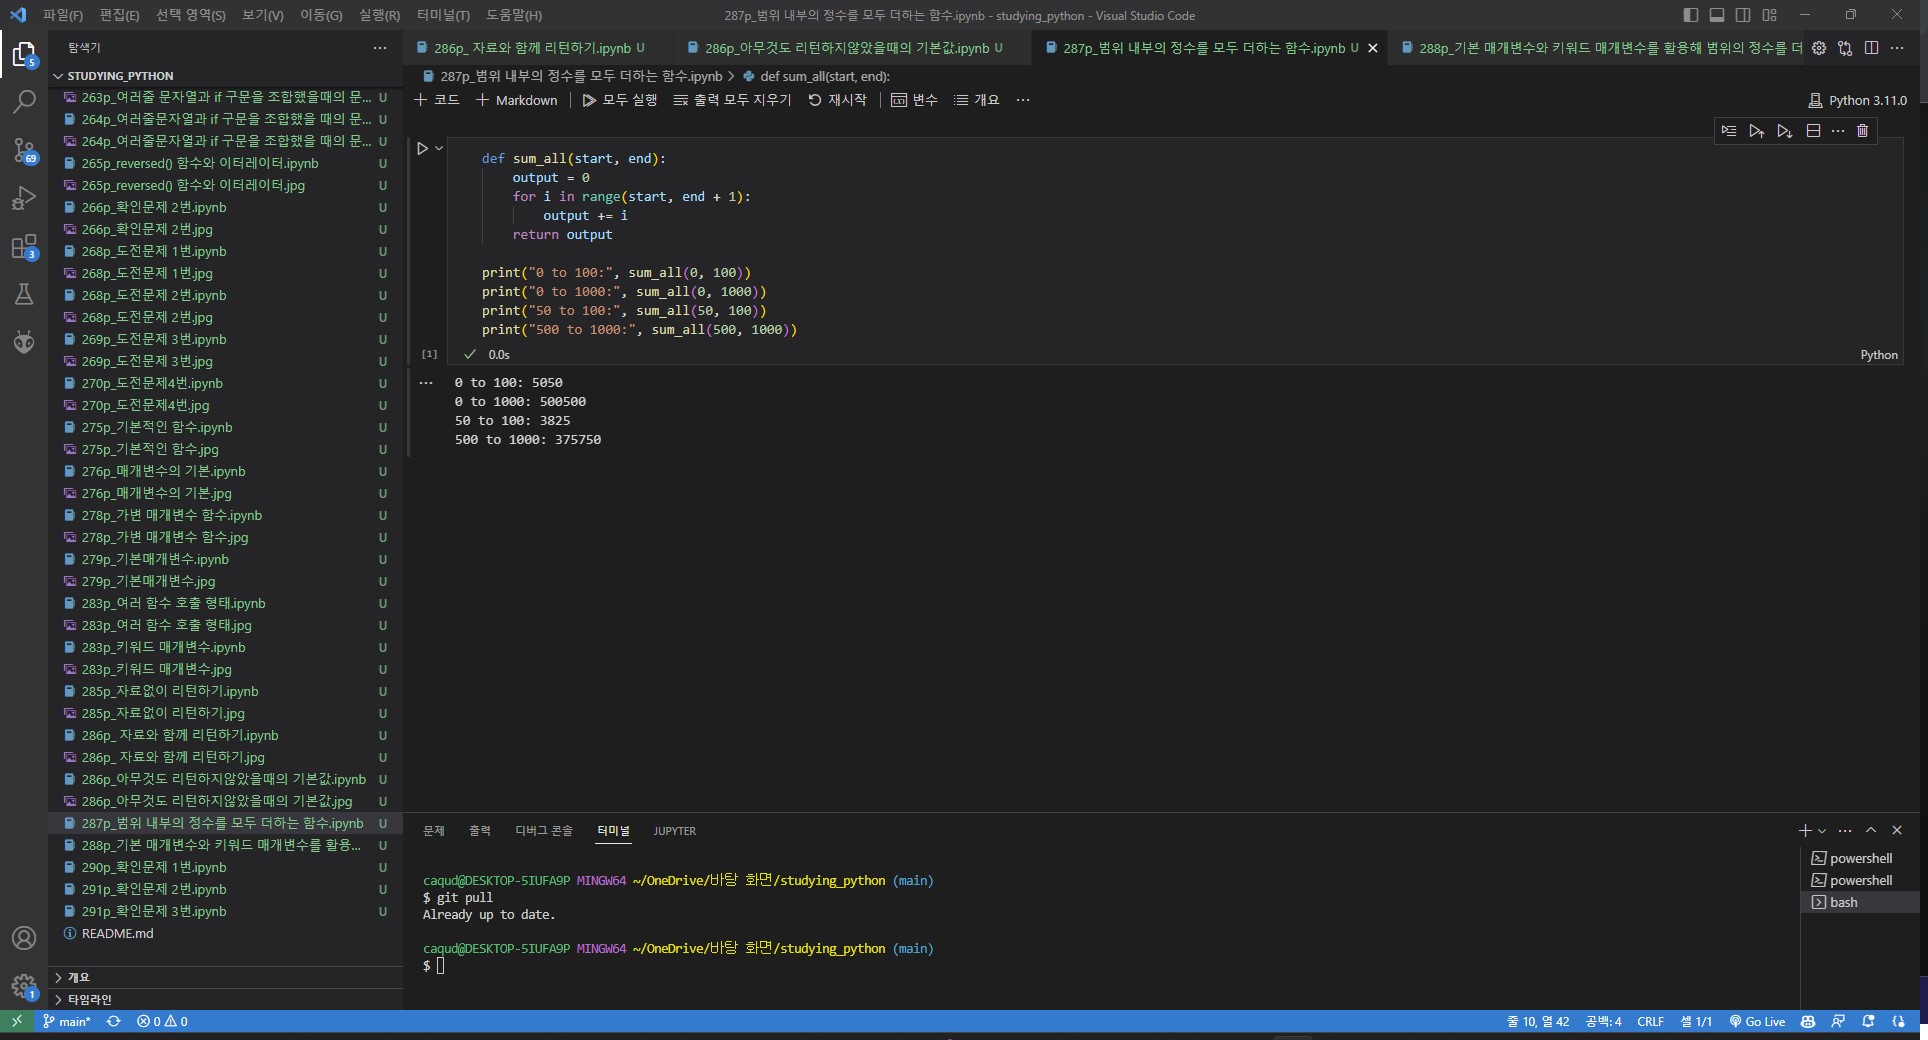 파일(F) 편집(E) 선택 영역(S) 보기(V) 이동(G) 실행(R) 터미널(T) 도움말(H)
287p_범위 내부의 정수를 모두 더하는 함수.ipynb - studying_python - Visual Studio Code
탐색기
STUDYING_PYTHON
263p_여러줄 문자열과 if 구문을 조합했을때의 문... U
264p_여러줄문자열과 if 구문을 조합했을 때의 문... U
264p_여러줄문자열과 if 구문을 조합했을 때의 문... U
265p_reversed() 함수와 이터레이터.ipynb U
265p_reversed() 함수와 이터레이터.jpg U
266p_확인문제 2번.ipynb U
266p_확인문제 2번.jpg U
268p_도전문제 1번.ipynb U
268p_도전문제 1번.jpg U
268p_도전문제 2번.ipynb U
268p_도전문제 2번.jpg U
269p_도전문제 3번.ipynb U
269p_도전문제 3번.jpg U
270p_도전문제4번.ipynb U
270p_도전문제4번.jpg U
275p_기본적인 함수.ipynb U
275p_기본적인 함수.jpg U
276p_매개변수의 기본.ipynb U
276p_매개변수의 기본.jpg U
278p_가변 매개변수 함수.ipynb U
278p_가변 매개변수 함수.jpg U
279p_기본매개변수.ipynb U
279p_기본매개변수.jpg U
283p_여러 함수 호출 형태.ipynb U
283p_여러 함수 호출 형태.jpg U
283p_키워드 매개변수.ipynb U
283p_키워드 매개변수.jpg U
285p_자료없이 리턴하기.ipynb U
285p_자료없이 리턴하기.jpg U
286p_ 자료와 함께 리턴하기.ipynb U
286p_ 자료와 함께 리턴하기.jpg U
286p_아무것도 리턴하지않았을때의 기본값.ipynb U
286p_아무것도 리턴하지않았을때의 기본값.jpg U
287p_범위 내부의 정수를 모두 더하는 함수.ipynb U
288p_기본 매개변수와 키워드 매개변수를 활용... U
290p_확인문제 1번.ipynb U
291p_확인문제 2번.ipynb U
291p_확인문제 3번.ipynb U
README.md
개요
타임라인
5
69
3
1
286p_ 자료와 함께 리턴하기.ipynb U
286p_아무것도 리턴하지않았을때의 기본값.ipynb U
287p_범위 내부의 정수를 모두 더하는 함수.ipynb U
288p_기본 매개변수와 키워드 매개변수를 활용해 범위의 정수를 더
287p_범위 내부의 정수를 모두 더하는 함수.ipynb > def sum_all(start, end):
코드 Markdown 모두 실행 출력 모두 지우기 재시작 변수 개요 ...
Python 3.11.0
def sum_all(start, end):
output = 0
for i in range(start, end + 1):
output += i
return output
print("0 to 100:", sum_all(0, 100))
print("0 to 1000:", sum_all(0, 1000))
print("50 to 100:", sum_all(50, 100))
print("500 to 1000:", sum_all(500, 1000))
[1] 0.0s Python
0 to 100: 5050
0 to 1000: 500500
50 to 100: 3825
500 to 1000: 375750
문제 출력 디버그 콘솔 터미널 JUPYTER
caqud@DESKTOP-5IUFA9P MINGW64 ~/OneDrive/바탕 화면/studying_python (main)
$ git pull
Already up to date.
caqud@DESKTOP-5IUFA9P MINGW64 ~/OneDrive/바탕 화면/studying_python (main)
$
powershell
powershell
bash
main* 0 0
줄 10, 열 42 공백: 4 CRLF 셀 1/1 Go Live